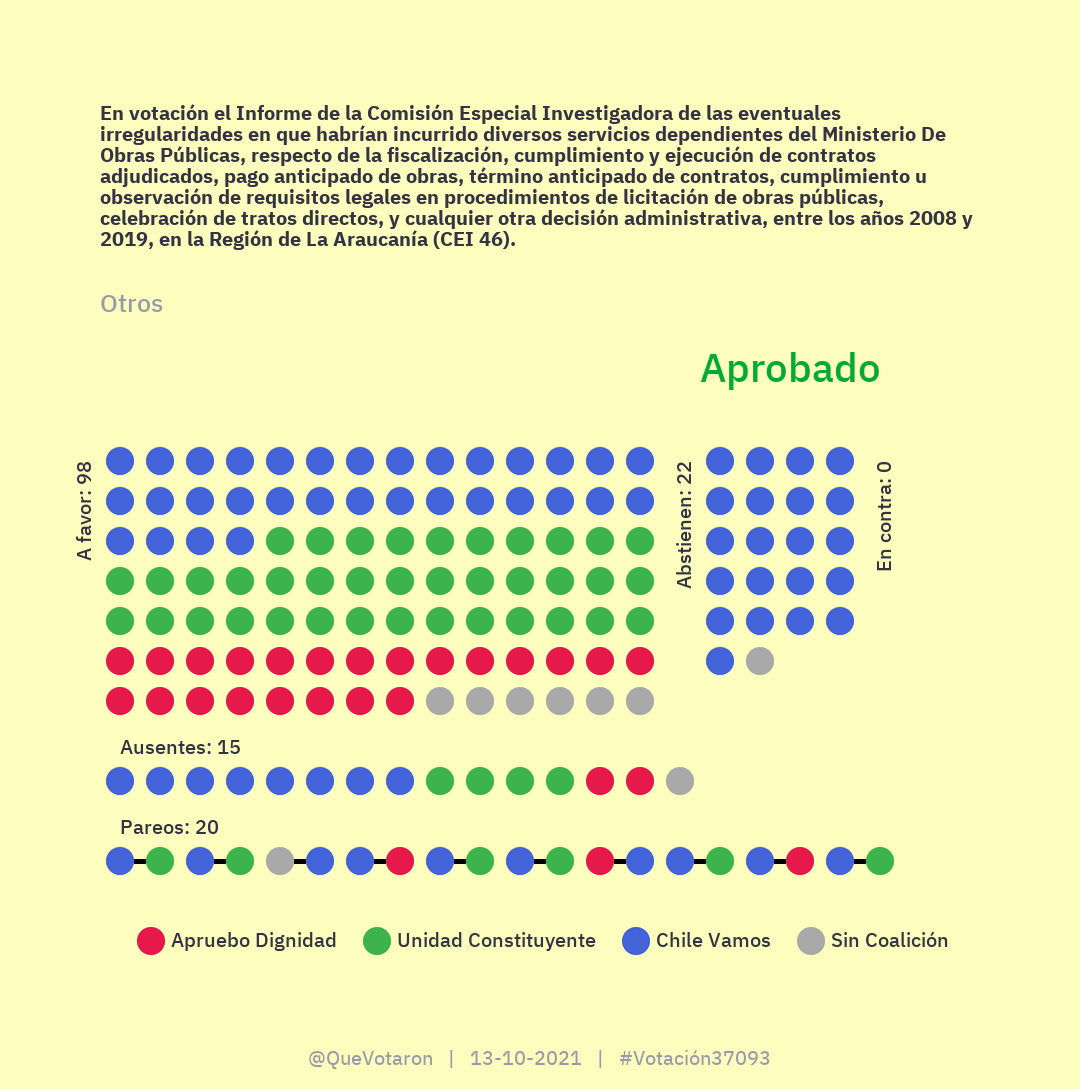 En votación el Informe de la Comisión Especial Investigadora de las eventuales
irregularidades en que habrían incurrido diversos servicios dependientes del Ministerio De
Obras Públicas, respecto de la fiscalización, cumplimiento y ejecución de contratos
adjudicados, pago anticipado de obras, término anticipado de contratos, cumplimiento u
observación de requisitos legales en procedimientos de licitación de obras públicas,
celebración de tratos directos, y cualquier otra decisión administrativa, entre los años 2008 y
2019, en la Región de La Araucanía (CEI 46).
Otros
Aprobado
A favor: 98
Abstienen: 22
En contra: 0
Ausentes: 15
Pareos: 20
Apruebo Dignidad Unidad Constituyente Chile Vamos Sin Coalición
@QueVotaron | 13-10-2021 | #Votación37093